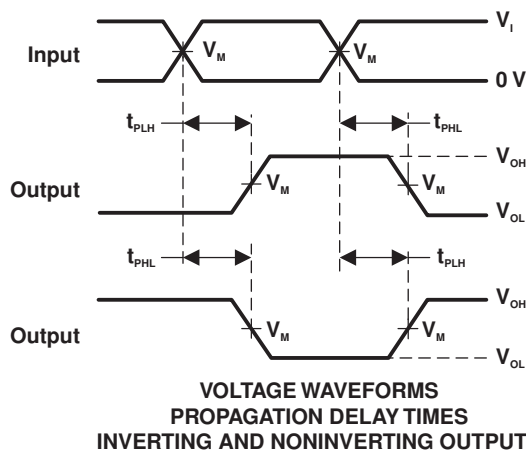 V_I
Input V_M V_M
0 V
t_PLH t_PHL
V_OH
Output V_M V_M
V_OL
t_PHL t_PLH
V_OH
Output V_M V_M
V_OL
VOLTAGE WAVEFORMS
PROPAGATION DELAY TIMES
INVERTING AND NONINVERTING OUTPUT